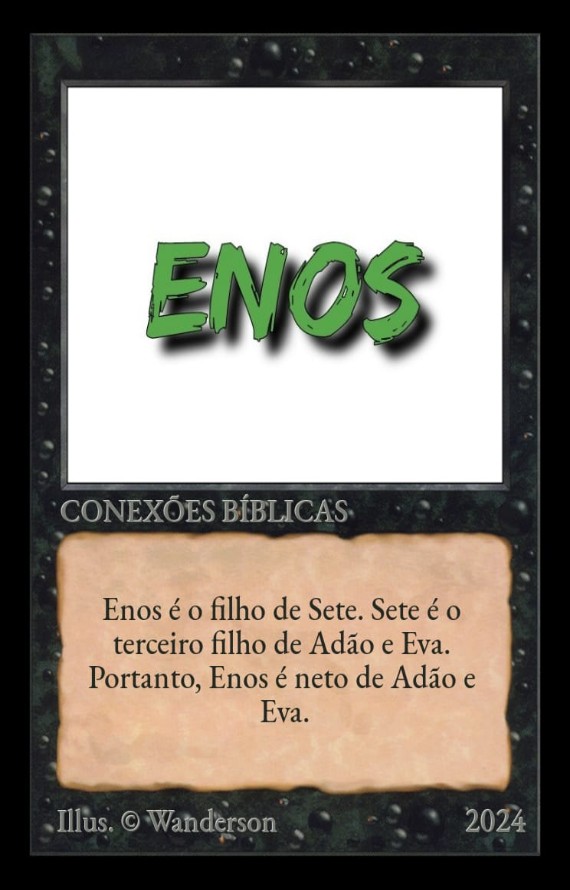 ENOS
CONEXÕES BÍBLICAS
Enos é o filho de Sete. Sete é o
terceiro filho de Adão e Eva.
Portanto, Enos é neto de Adão e
Eva.
Illus. © Wanderson
2024